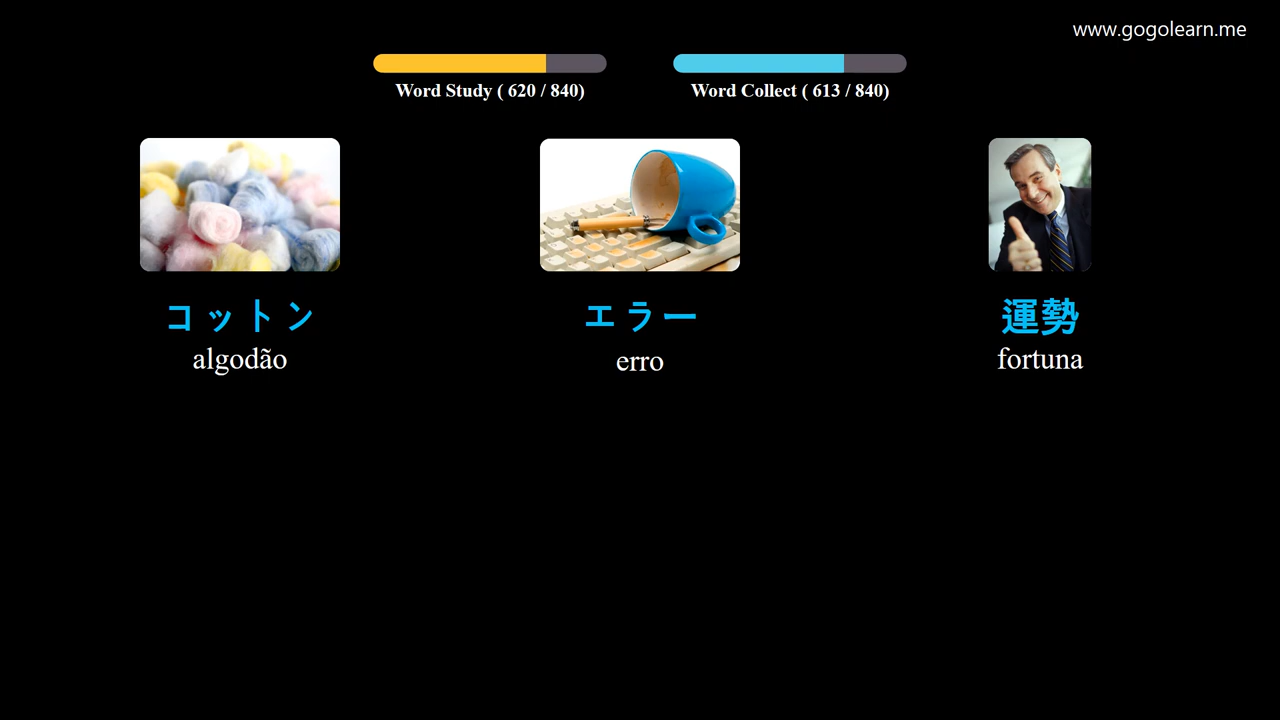 www.gogolearn.me
Word Study ( 620 / 840)
Word Collect ( 613 / 840)
コットン
エラー
運勢
algodão
erro
fortuna